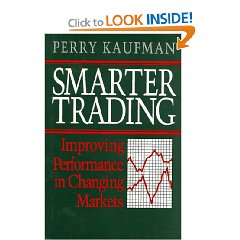 Click to LOOK INSIDE!
PERRY KAUFMAN
SMARTER
TRADING
Improving
Performance
in Changing
Markets